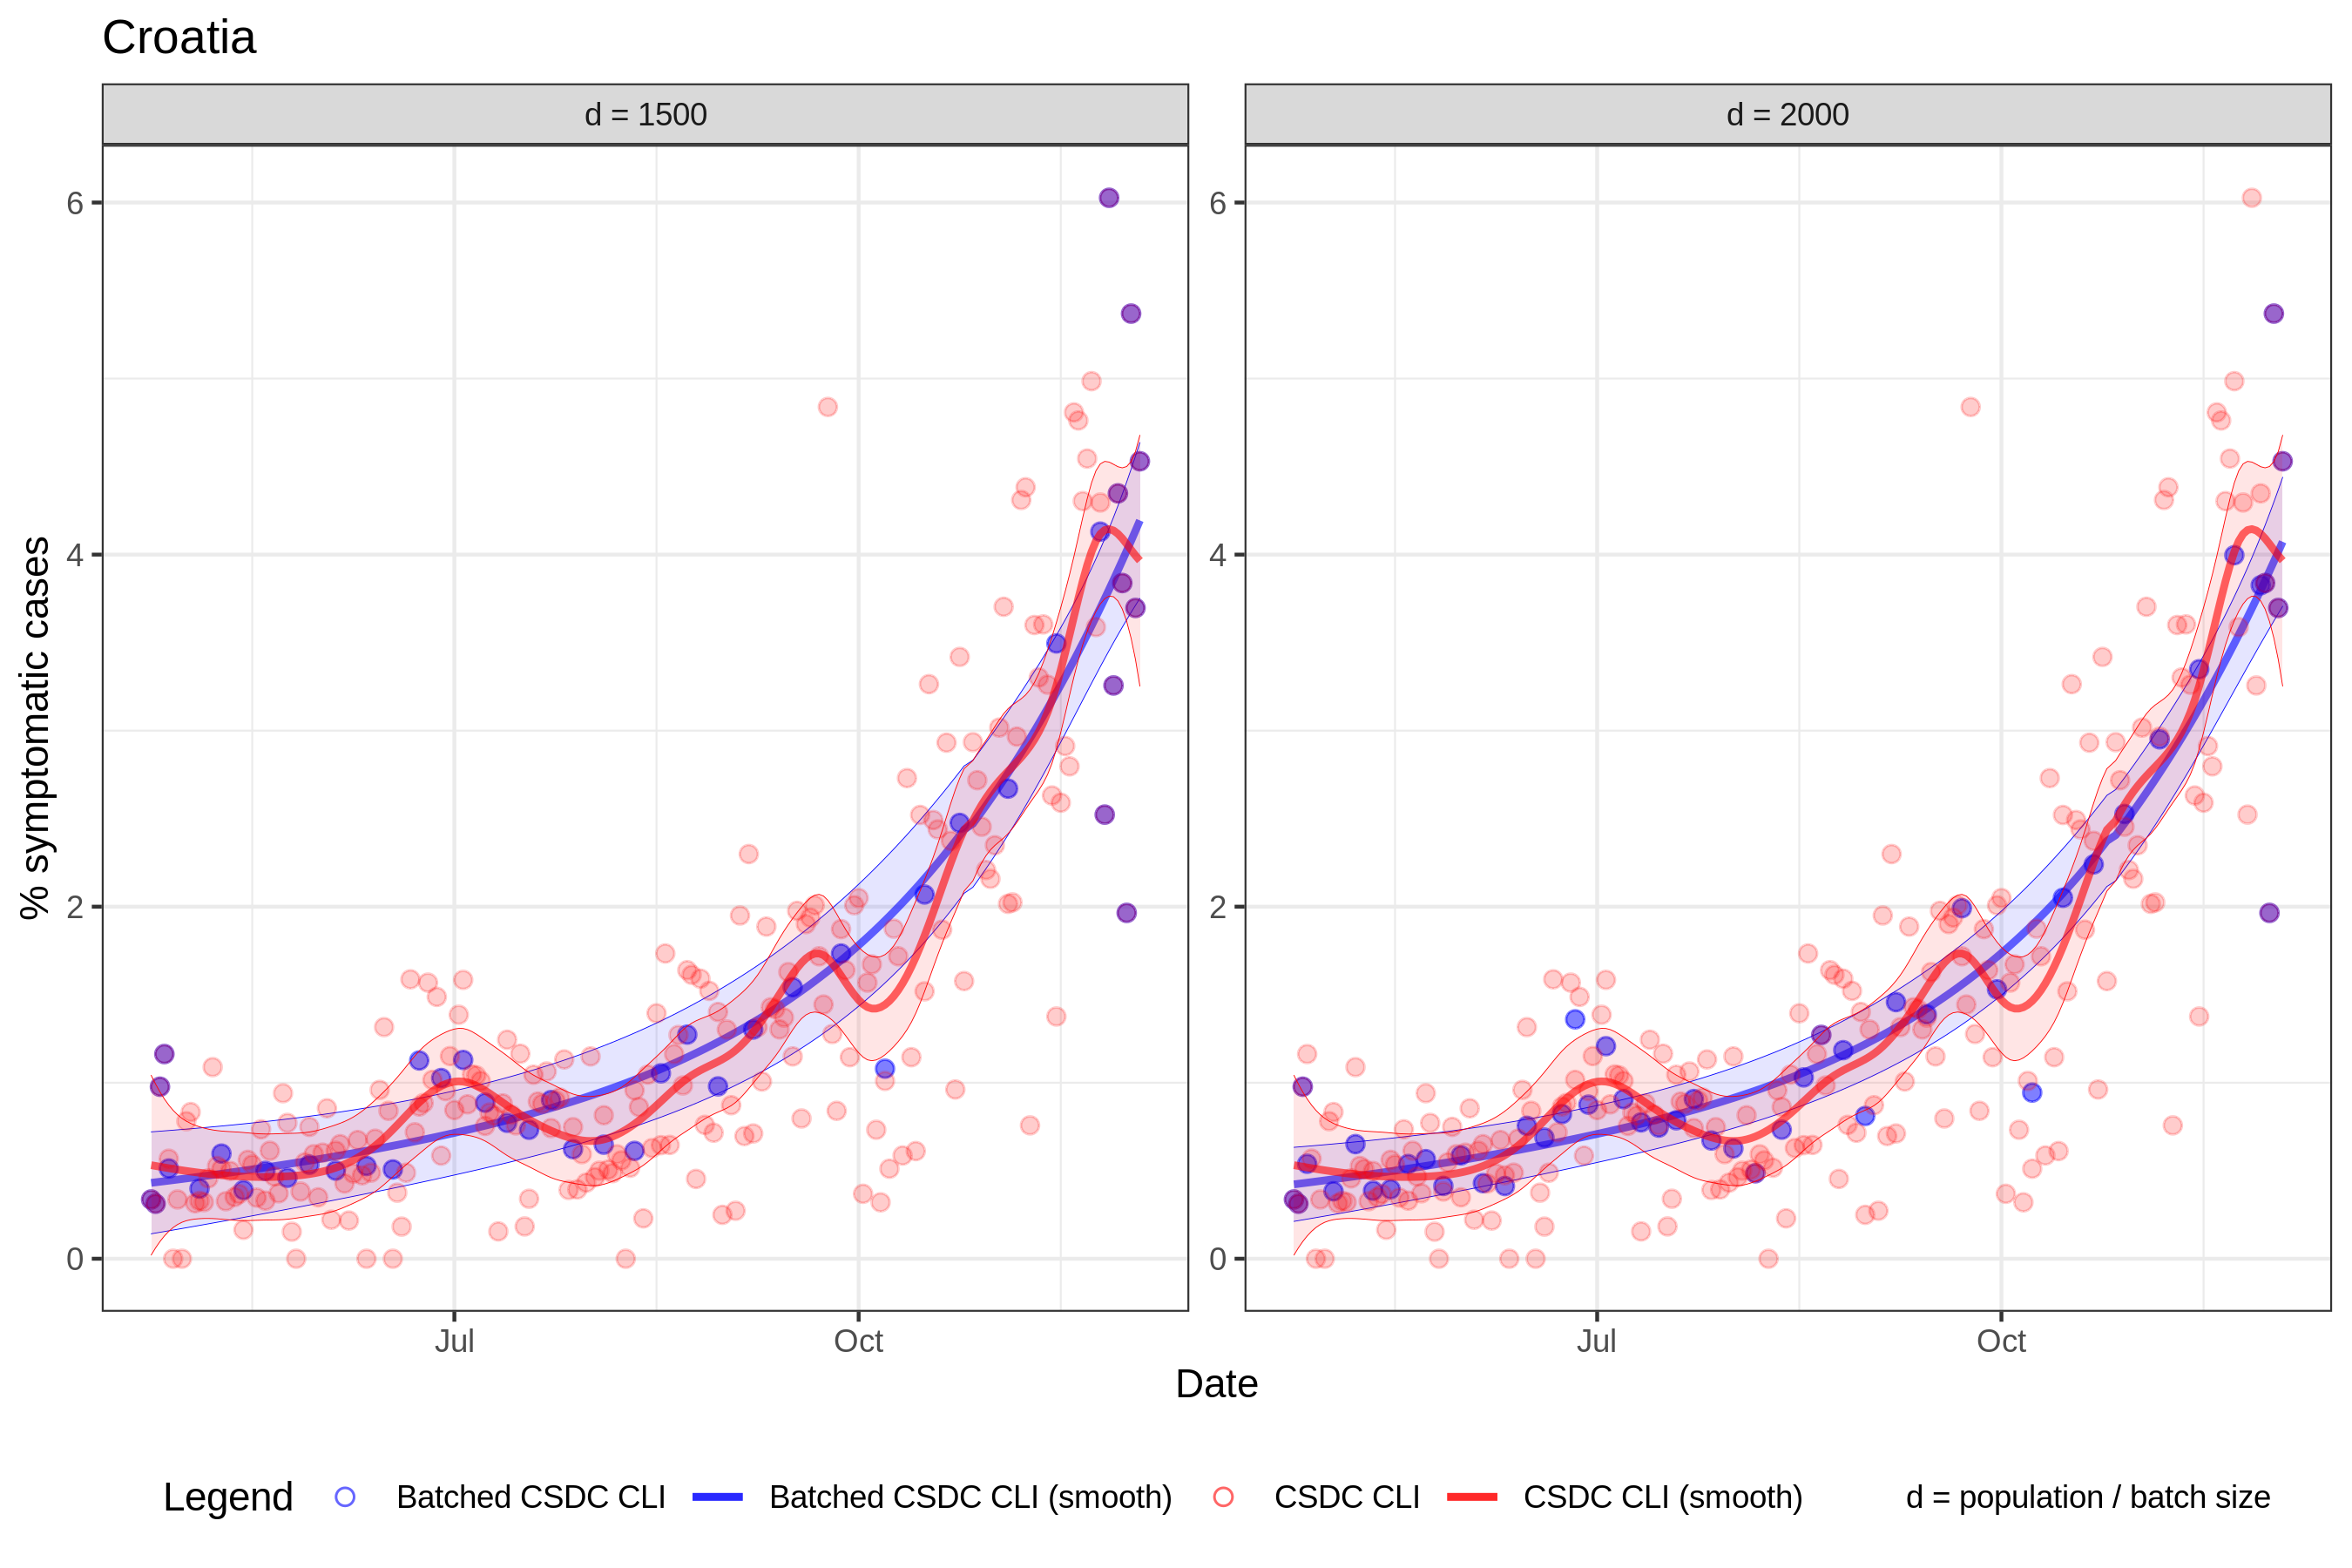 Croatia
d = 1500
d = 2000
% symptomatic cases
6
4
2
0
6
4
2
0
Jul
Oct
Jul
Oct
Date
Legend
Batched CSDC CLI
Batched CSDC CLI (smooth)
CSDC CLI
CSDC CLI (smooth)
d = population / batch size